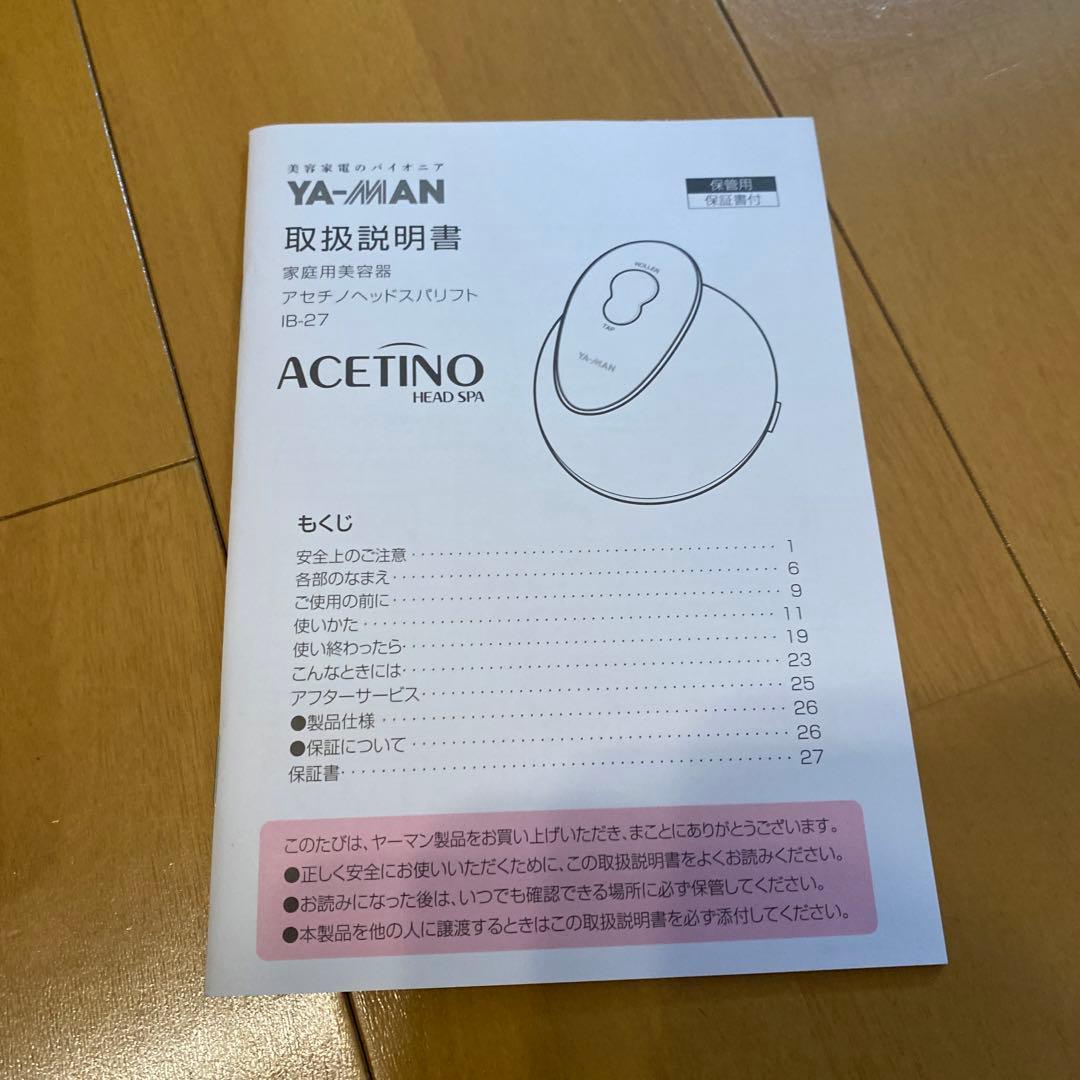 美容家電のパイオニア
YA-MAN
保管用
保証書付
取扱説明書
家庭用美容器
アセチノヘッドスパリフト
IB-27
ACETINO
HEAD SPA
ROLLER
TAP
YA-MAN
もくじ
安全上のご注意 1
各部のなまえ 6
ご使用の前に 9
使いかた 11
使い終わったら 19
こんなときには 23
アフターサービス 25
●製品仕様 26
●保証について 26
保証書 27
このたびは、ヤーマン製品をお買い上げいただき、まことにありがとうございます。
●正しく安全にお使いいただくために、この取扱説明書をよくお読みください。
●お読みになった後は、いつでも確認できる場所に必ず保管してください。
●本製品を他の人に譲渡するときはこの取扱説明書を必ず添付してください。